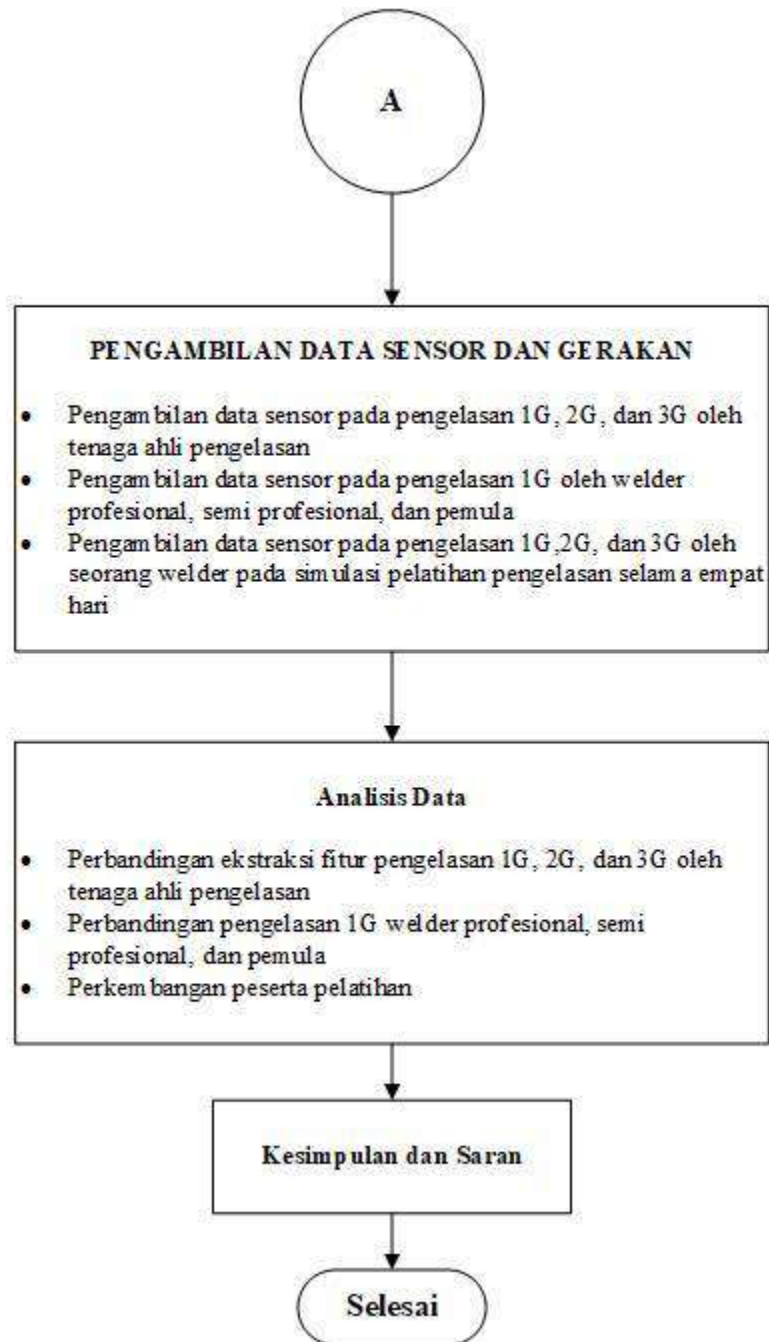 A
PENGAMBILAN DATA SENSOR DAN GERAKAN
• Pengambilan data sensor pada pengelasan 1G, 2G, dan 3G oleh
tenaga ahli pengelasan
• Pengambilan data sensor pada pengelasan 1G oleh welder
profesional, semi profesional, dan pemula
• Pengambilan data sensor pada pengelasan 1G,2G, dan 3G oleh
seorang welder pada simulasi pelatihan pengelasan selama empat
hari
Analisis Data
• Perbandingan ekstraksi fitur pengelasan 1G, 2G, dan 3G oleh
tenaga ahli pengelasan
• Perbandingan pengelasan 1G welder profesional, semi
profesional, dan pemula
• Perkembangan peserta pelatihan
Kesimpulan dan Saran
Selesai